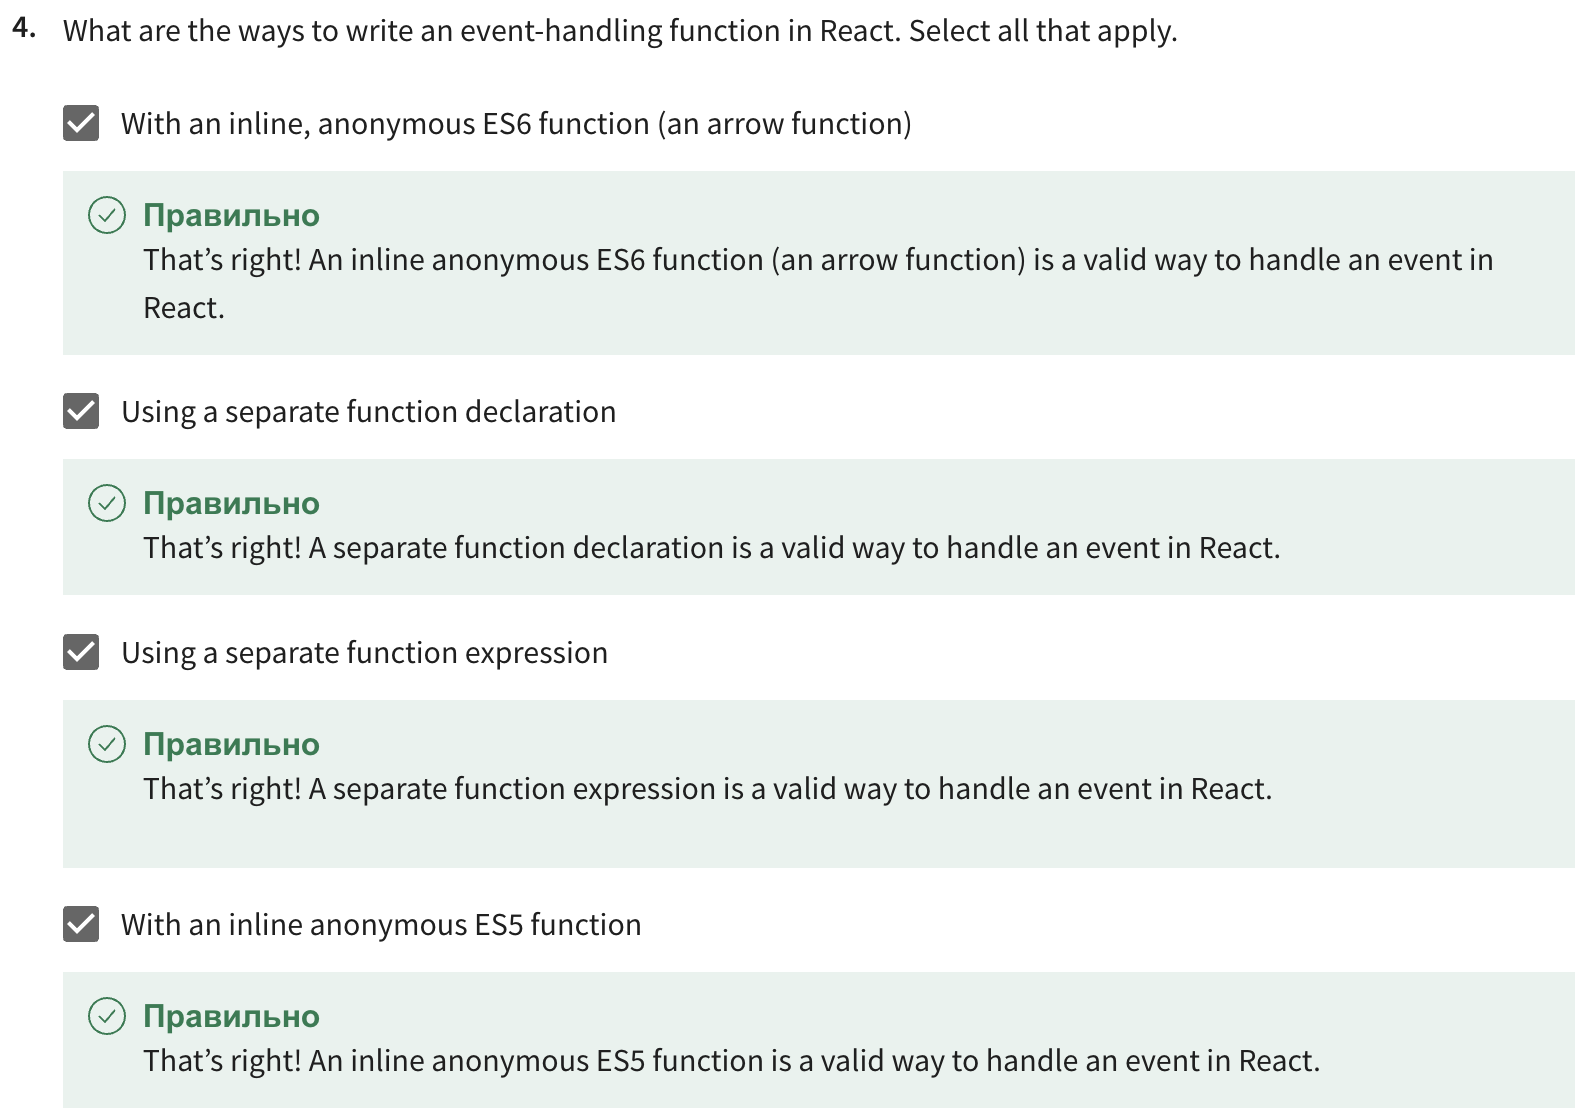 4. What are the ways to write an event-handling function in React. Select all that apply.
With an inline, anonymous ES6 function (an arrow function)
Правильно
That’s right! An inline anonymous ES6 function (an arrow function) is a valid way to handle an event in
React.
Using a separate function declaration
Правильно
That’s right! A separate function declaration is a valid way to handle an event in React.
Using a separate function expression
Правильно
That’s right! A separate function expression is a valid way to handle an event in React.
With an inline anonymous ES5 function
Правильно
That’s right! An inline anonymous ES5 function is a valid way to handle an event in React.